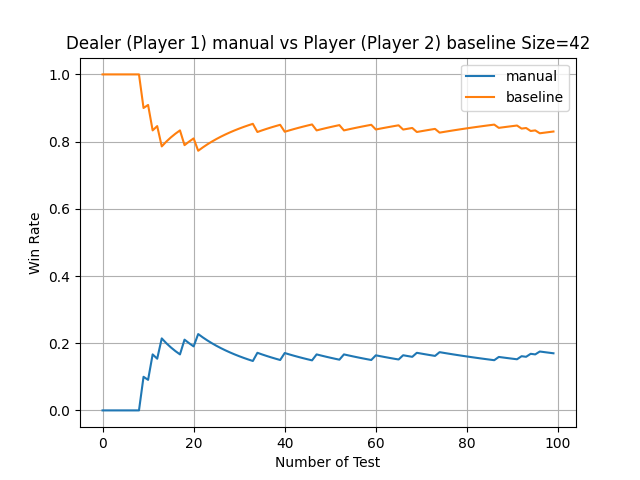 Dealer (Player 1) manual vs Player (Player 2) baseline Size=42
manual
baseline
1.0
0.8
0.6
0.4
0.2
0.0
Win Rate
0 20 40 60 80 100
Number of Test